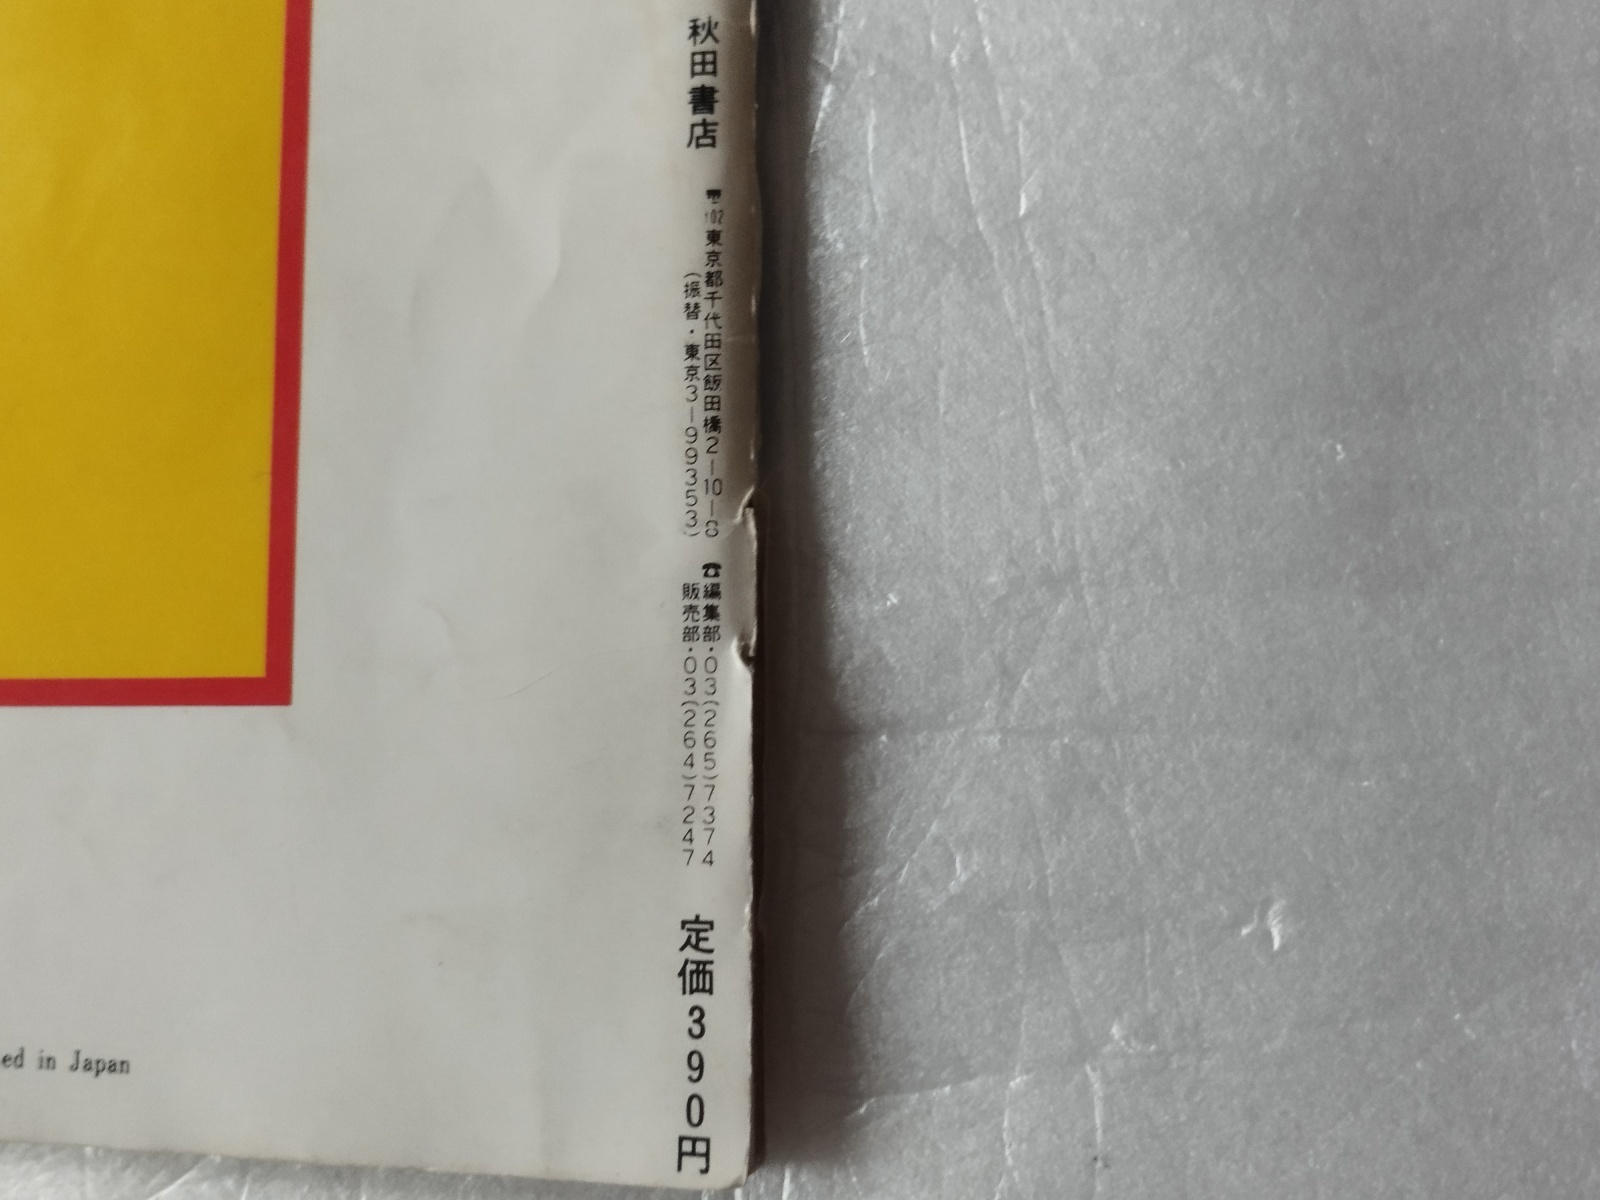 秋田書店
〒102東京都千代田区飯田橋2-10-8
(振替・東京3-99353)
☎編集部・03(265)7374
販売部・03(264)7247
定価390円
ed in Japan